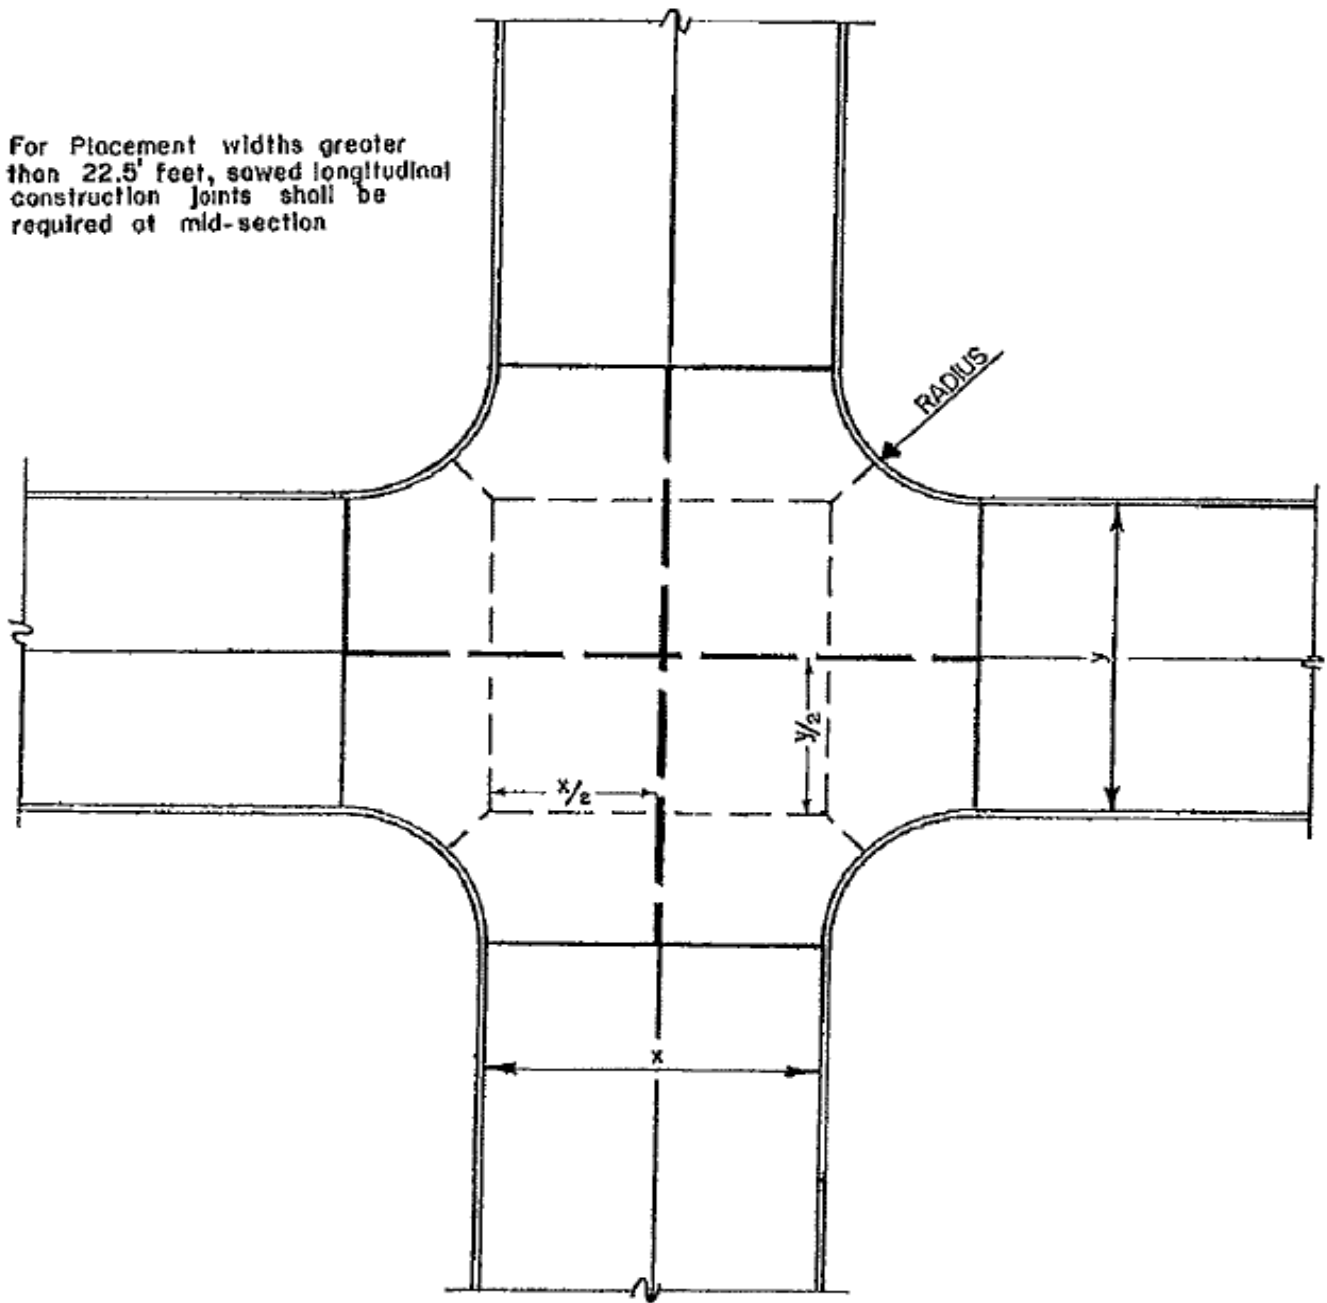 For Placement widths greater
than 22.5' feet, sawed longitudinal
construction joints shall be
required at mid-section
RADIUS
y
y/2
x/2
x